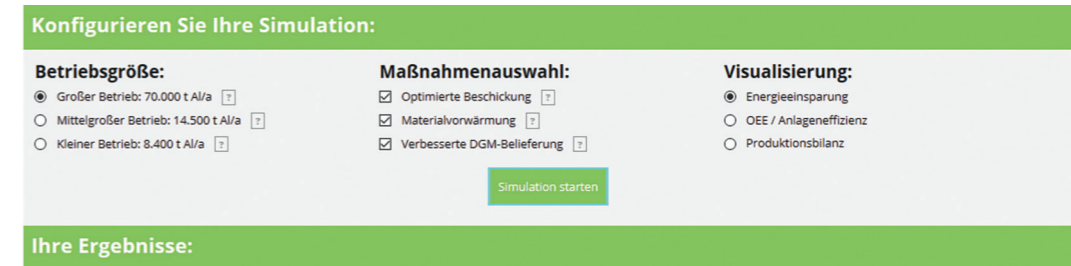 Konfigurieren Sie Ihre Simulation:
Betriebsgröße:
Großer Betrieb: 70.000 t Al/a ?
Mittelgroßer Betrieb: 14.500 t Al/a ?
Kleiner Betrieb: 8.400 t Al/a ?
Maßnahmenauswahl:
Optimierte Beschickung ?
Materialvorwärmung ?
Verbesserte DGM-Belieferung ?
Visualisierung:
Energieeinsparung
OEE / Anlageneffizienz
Produktionsbilanz
Simulation starten
Ihre Ergebnisse: